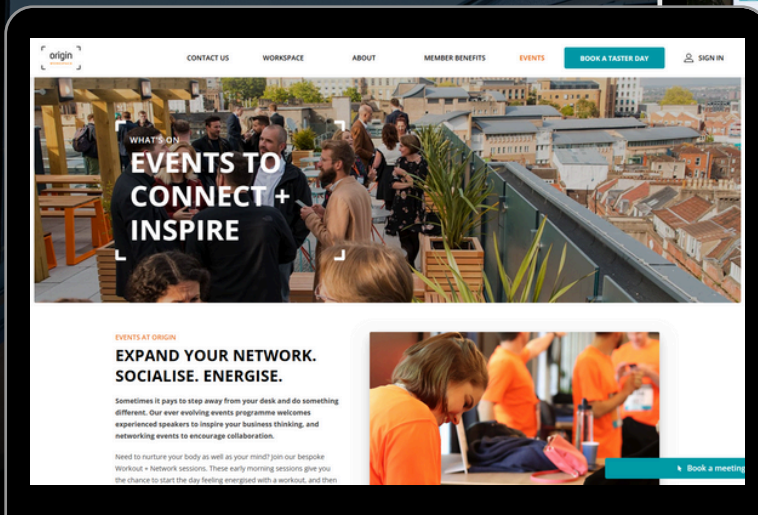 origin
CONTACT US
WORKSPACE
ABOUT
MEMBER BENEFITS
EVENTS
BOOK A TASTER DAY
SIGN IN
WHAT'S ON
EVENTS TO
CONNECT +
INSPIRE
EVENTS AT ORIGIN
EXPAND YOUR NETWORK.
SOCIALISE. ENERGISE.
Sometimes it pays to step away from your desk and do something
different. Our ever evolving events programme welcomes
experienced speakers to inspire your business thinking, and
networking events to encourage collaboration.
Need to nurture your body as well as your mind? Join our bespoke
Workout + Network sessions. These early morning sessions give you
the chance to start the day feeling energised with a workout, and then
Book a meeting